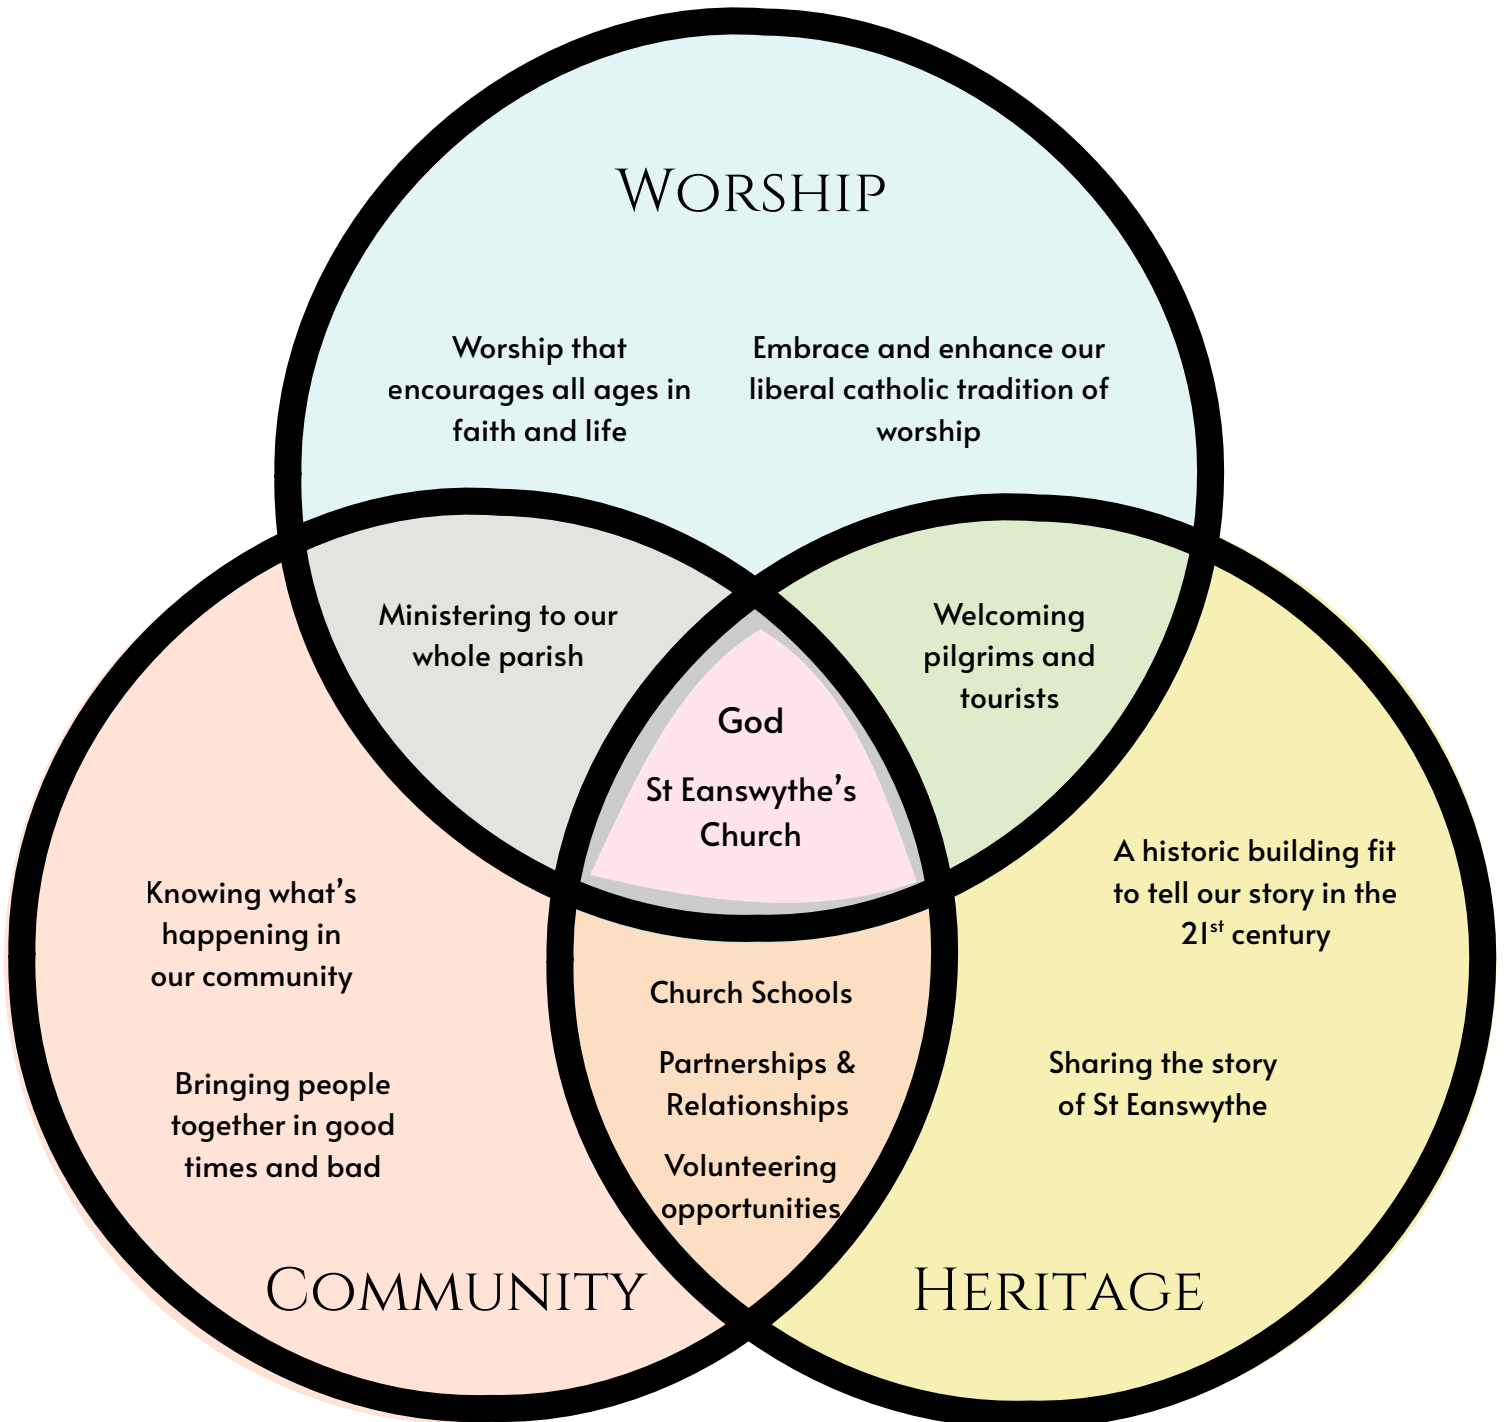 Worship
Worship that
encourages all ages in
faith and life
Embrace and enhance our
liberal catholic tradition of
worship
Ministering to our
whole parish
Welcoming
pilgrims and
tourists
God
St Eanswythe’s
Church
Knowing what’s
happening in
our community
A historic building fit
to tell our story in the
21st century
Church Schools
Partnerships &
Relationships
Volunteering
opportunities
Bringing people
together in good
times and bad
Sharing the story
of St Eanswythe
Community
Heritage